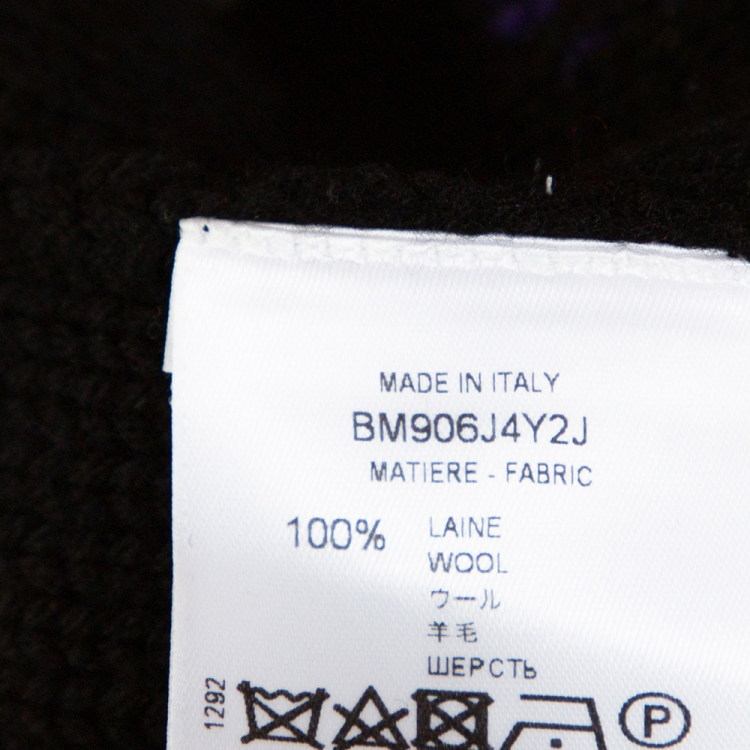 MADE IN ITALY
BM906J4Y2J
MATIERE - FABRIC
100% LAINE
WOOL
ウール
羊毛
ШЕРСТЬ
1292
P